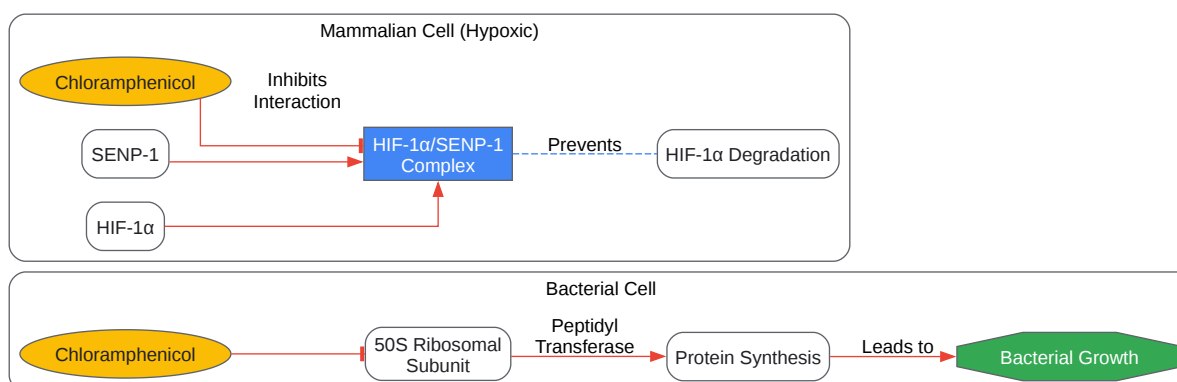 Mammalian Cell (Hypoxic)
Chloramphenicol
Inhibits
Interaction
SENP-1
HIF-1α/SENP-1
Complex
Prevents
HIF-1α Degradation
HIF-1α
Bacterial Cell
Chloramphenicol
50S Ribosomal
Subunit
Peptidyl
Transferase
Protein Synthesis
Leads to
Bacterial Growth